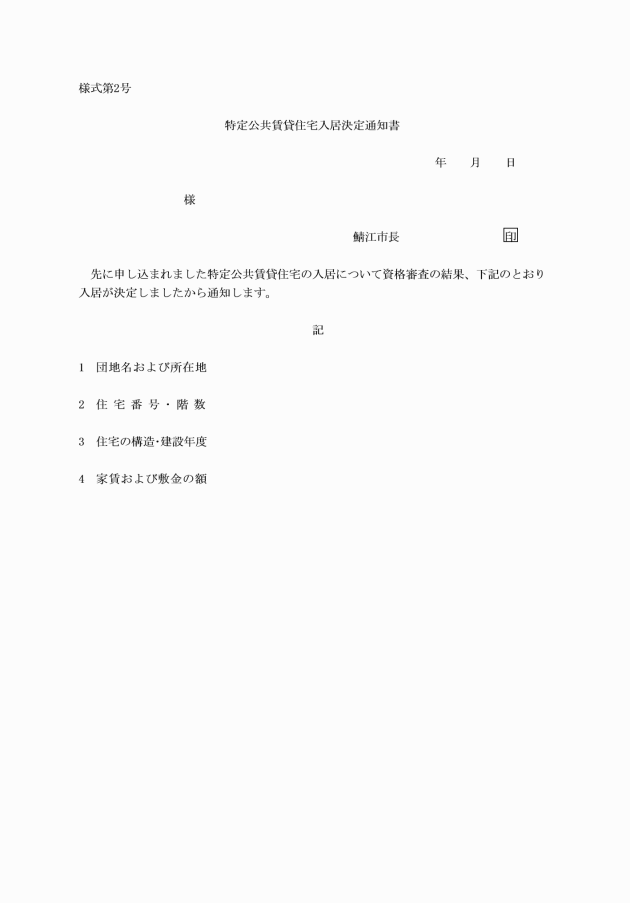 様式第2号
特定公共賃貸住宅入居決定通知書
年　　月　　日
様
鯖江市長　　　　　　　　　印
先に申し込まれました特定公共賃貸住宅の入居について資格審査の結果、下記のとおり
入居が決定しましたから通知します。
記
1　団地名および所在地
2　住宅番号・階数
3　住宅の構造・建設年度
4　家賃および敷金の額